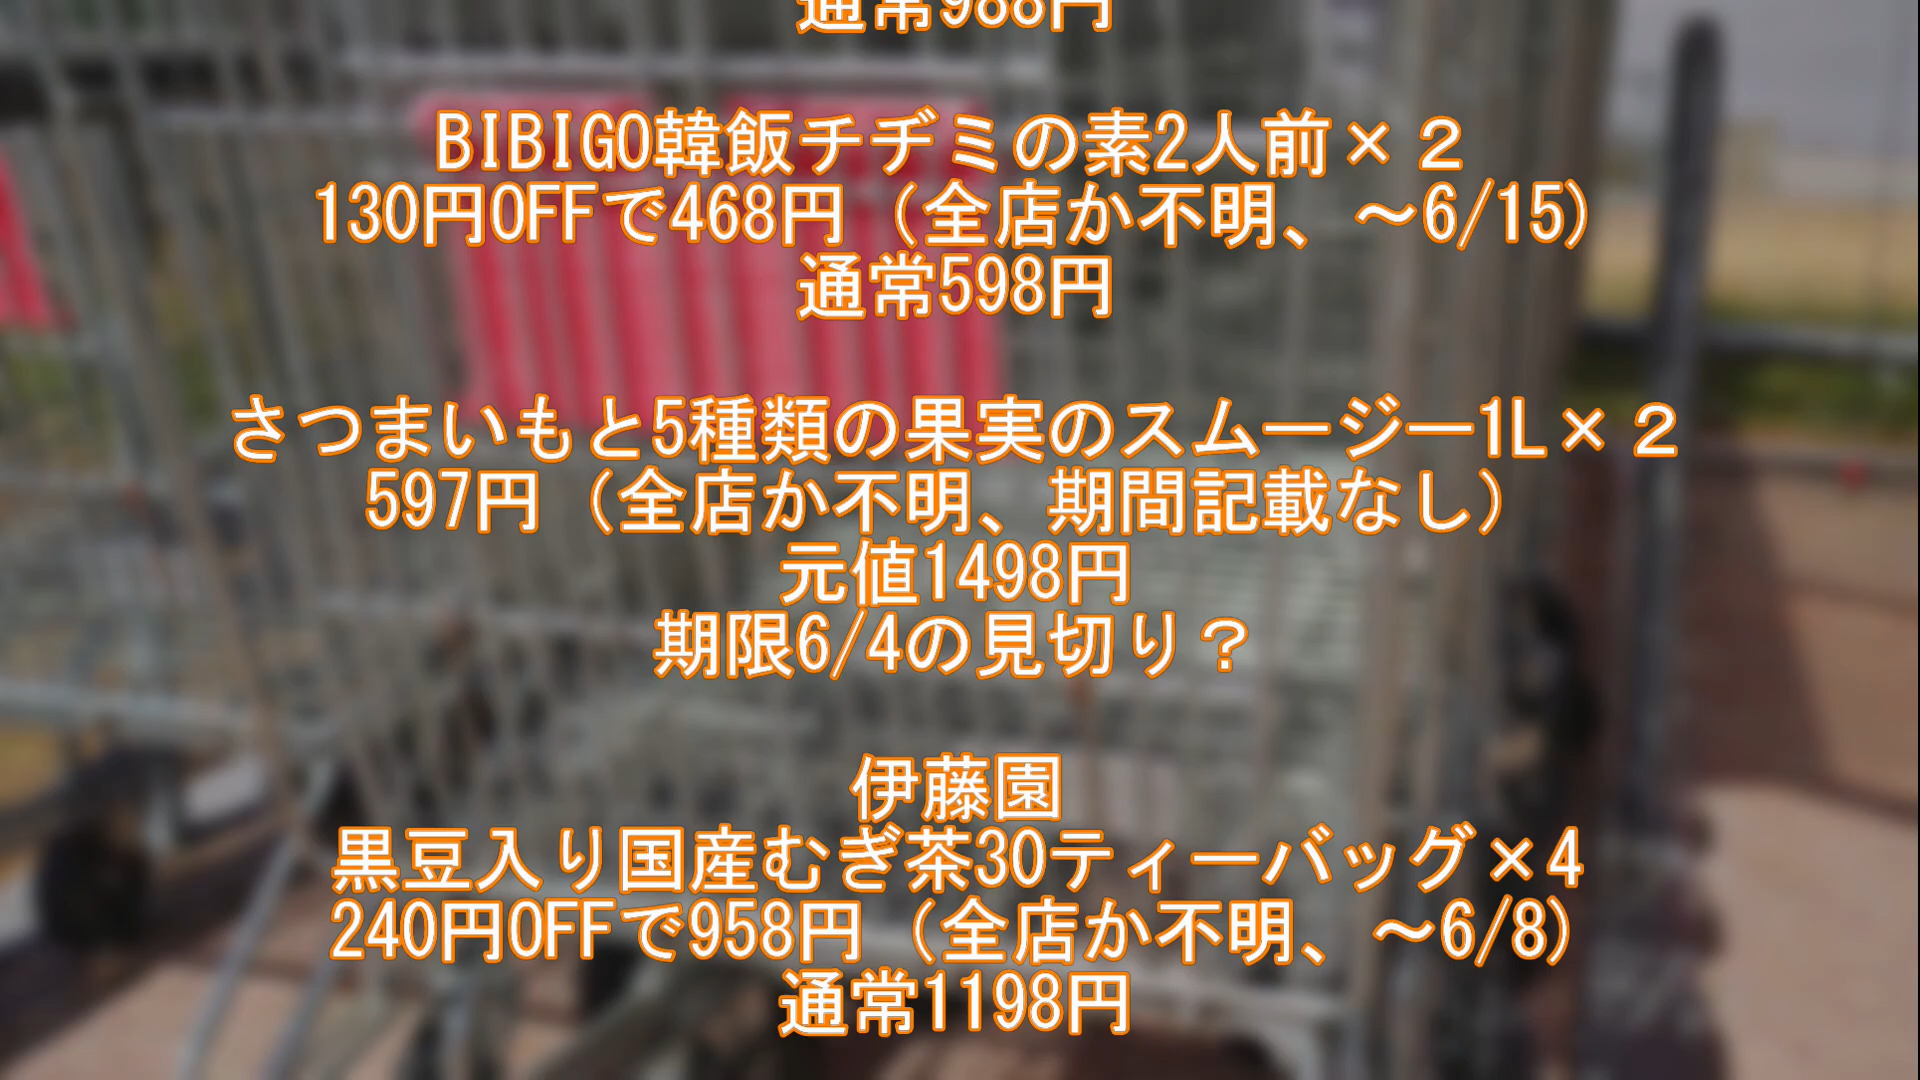 通常988円
BIBIGO韓飯チヂミの素2人前×２
130円OFFで468円（全店か不明、～6/15）
通常598円
さつまいもと5種類の果実のスムージー1L×２
597円（全店か不明、期間記載なし）
元値1498円
期限6/4の見切り？
伊藤園
黒豆入り国産むぎ茶30ティーバッグ×4
240円OFFで958円（全店か不明、～6/8）
通常1198円